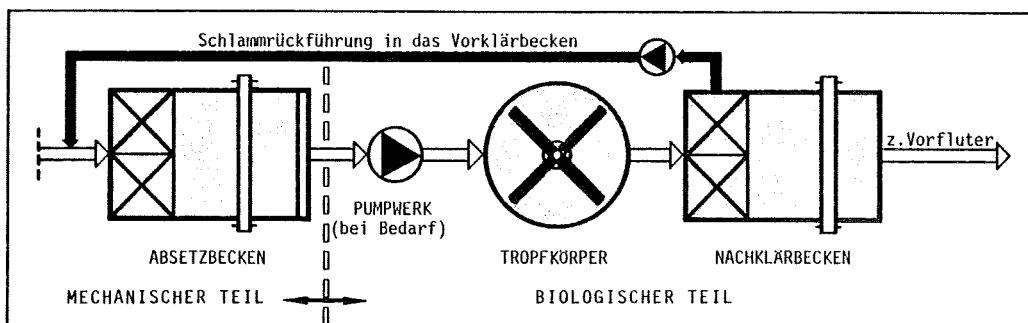 Schlammrückführung in das Vorklärbecken
z.Vorfluter
PUMPWERK
(bei Bedarf)
ABSETZBECKEN
TROPFKÖRPER
NACHKLÄRBECKEN
MECHANISCHER TEIL
BIOLOGISCHER TEIL